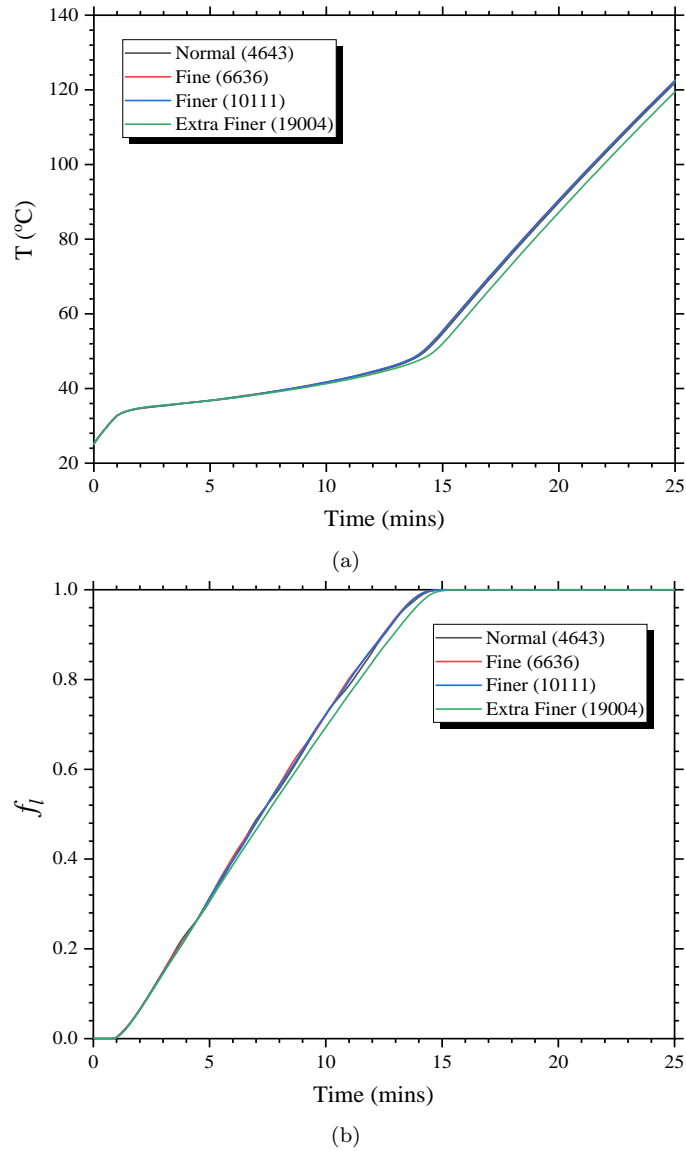 140
120
100
80
60
40
20
T (°C)
Normal (4643)
Fine (6636)
Finer (10111)
Extra Finer (19004)
0 5 10 15 20 25
Time (mins)
(a)
1.0
0.8
0.6
0.4
0.2
0.0
fl
Normal (4643)
Fine (6636)
Finer (10111)
Extra Finer (19004)
0 5 10 15 20 25
Time (mins)
(b)